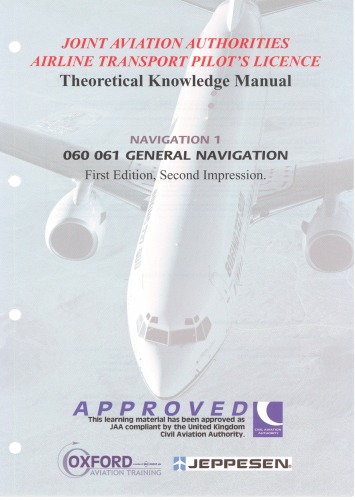 JOINT AVIATION AUTHORITIES
AIRLINE TRANSPORT PILOT'S LICENCE
Theoretical Knowledge Manual
NAVIGATION 1
060 061 GENERAL NAVIGATION
First Edition, Second Impression.
APPROVED
This learning material has been approved as
JAA compliant by the United Kingdom
Civil Aviation Authority.
CIVIL AVIATION
AUTHORITY
OXFORD
AVIATION TRAINING
JEPPESEN